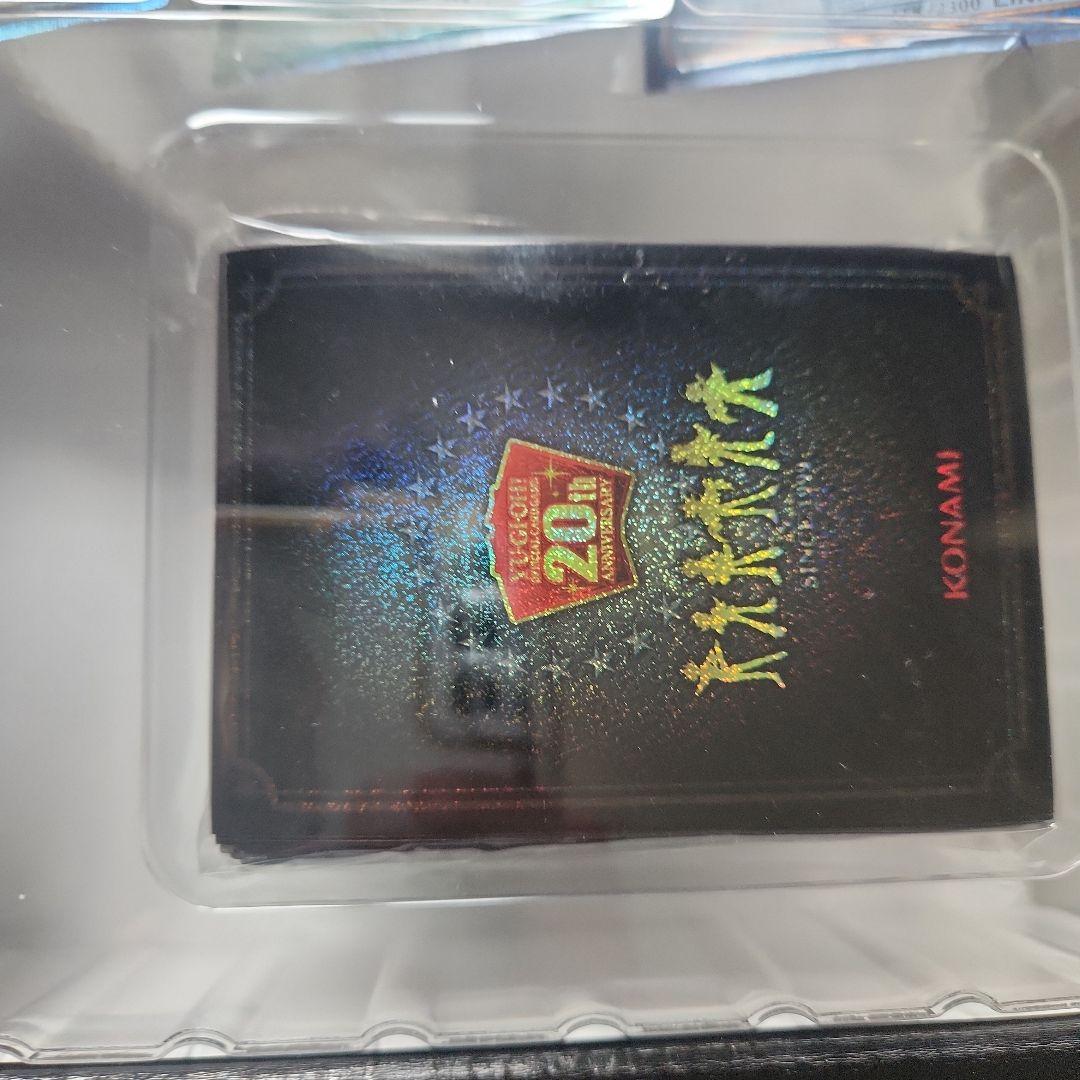 YU-GI-OH!
20th
ANNIVERSARY
SINCE 1999
KONAMI